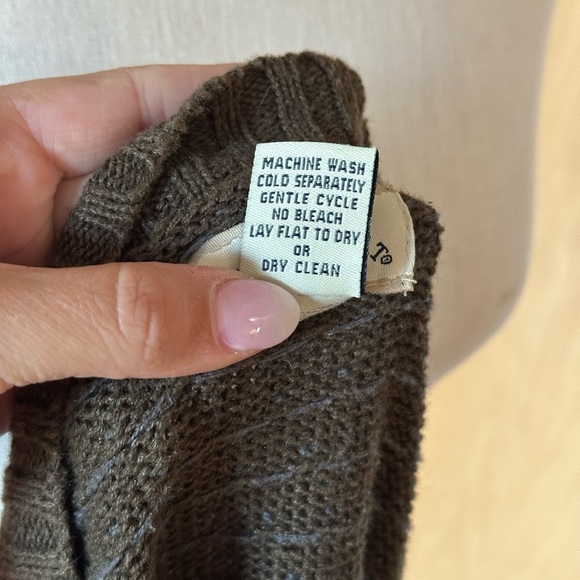 MACHINE WASH
COLD SEPARATELY
GENTLE CYCLE
NO BLEACH
LAY FLAT TO DRY
OR
DRY CLEAN